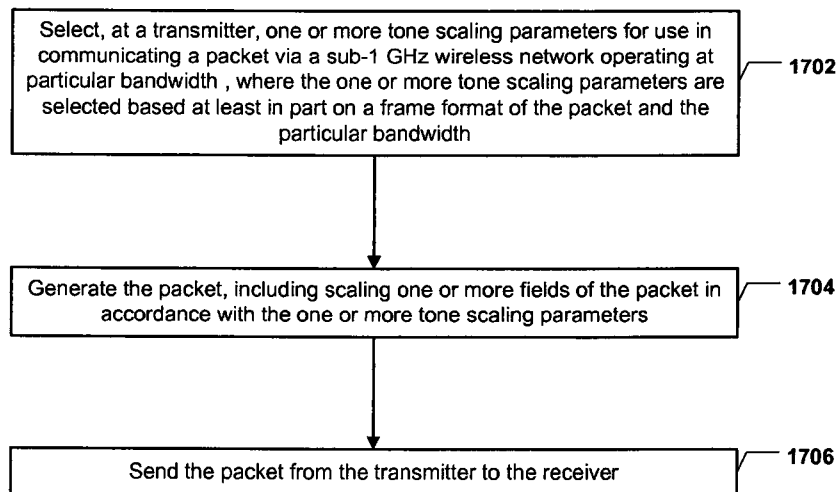 Select, at a transmitter, one or more tone scaling parameters for use in
communicating a packet via a sub-1 GHz wireless network operating at
particular bandwidth , where the one or more tone scaling parameters are
selected based at least in part on a frame format of the packet and the
particular bandwidth
1702
Generate the packet, including scaling one or more fields of the packet in
accordance with the one or more tone scaling parameters
1704
Send the packet from the transmitter to the receiver
1706